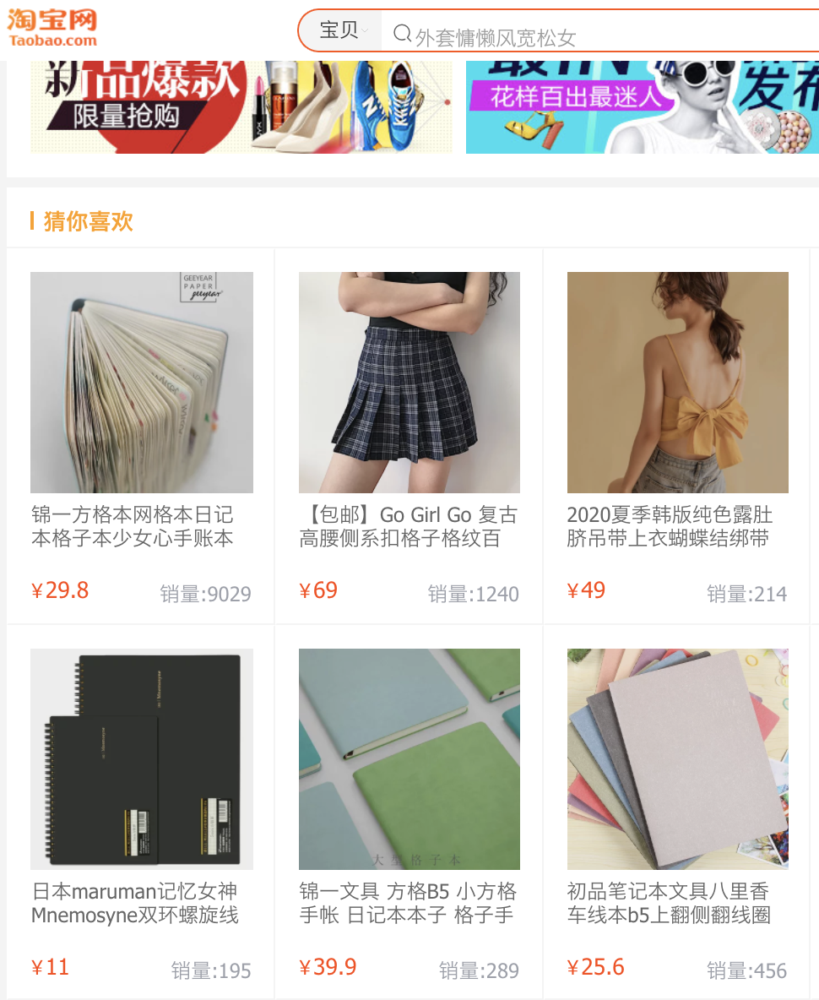 淘宝网
Taobao.com
宝贝
外套慵懒风宽松女
新品爆款
限量抢购
花样百出最迷人
发布
猜你喜欢
GEEYEAR
PAPER
geeyear
锦一方格本网格本日记
本格子本少女心手账本
¥29.8
销量:9029
【包邮】Go Girl Go 复古
高腰侧系扣格子格纹百
¥69
销量:1240
2020夏季韩版纯色露肚
脐吊带上衣蝴蝶结绑带
¥49
销量:214
Mnemosyne
Mnemosyne
日本maruman记忆女神
Mnemosyne双环螺旋线
¥11
销量:195
大型格子本
锦一文具 方格B5 小方格
手帐 日记本本子 格子手
¥39.9
销量:289
初品笔记本文具八里香
车线本b5上翻侧翻线圈
¥25.6
销量:456